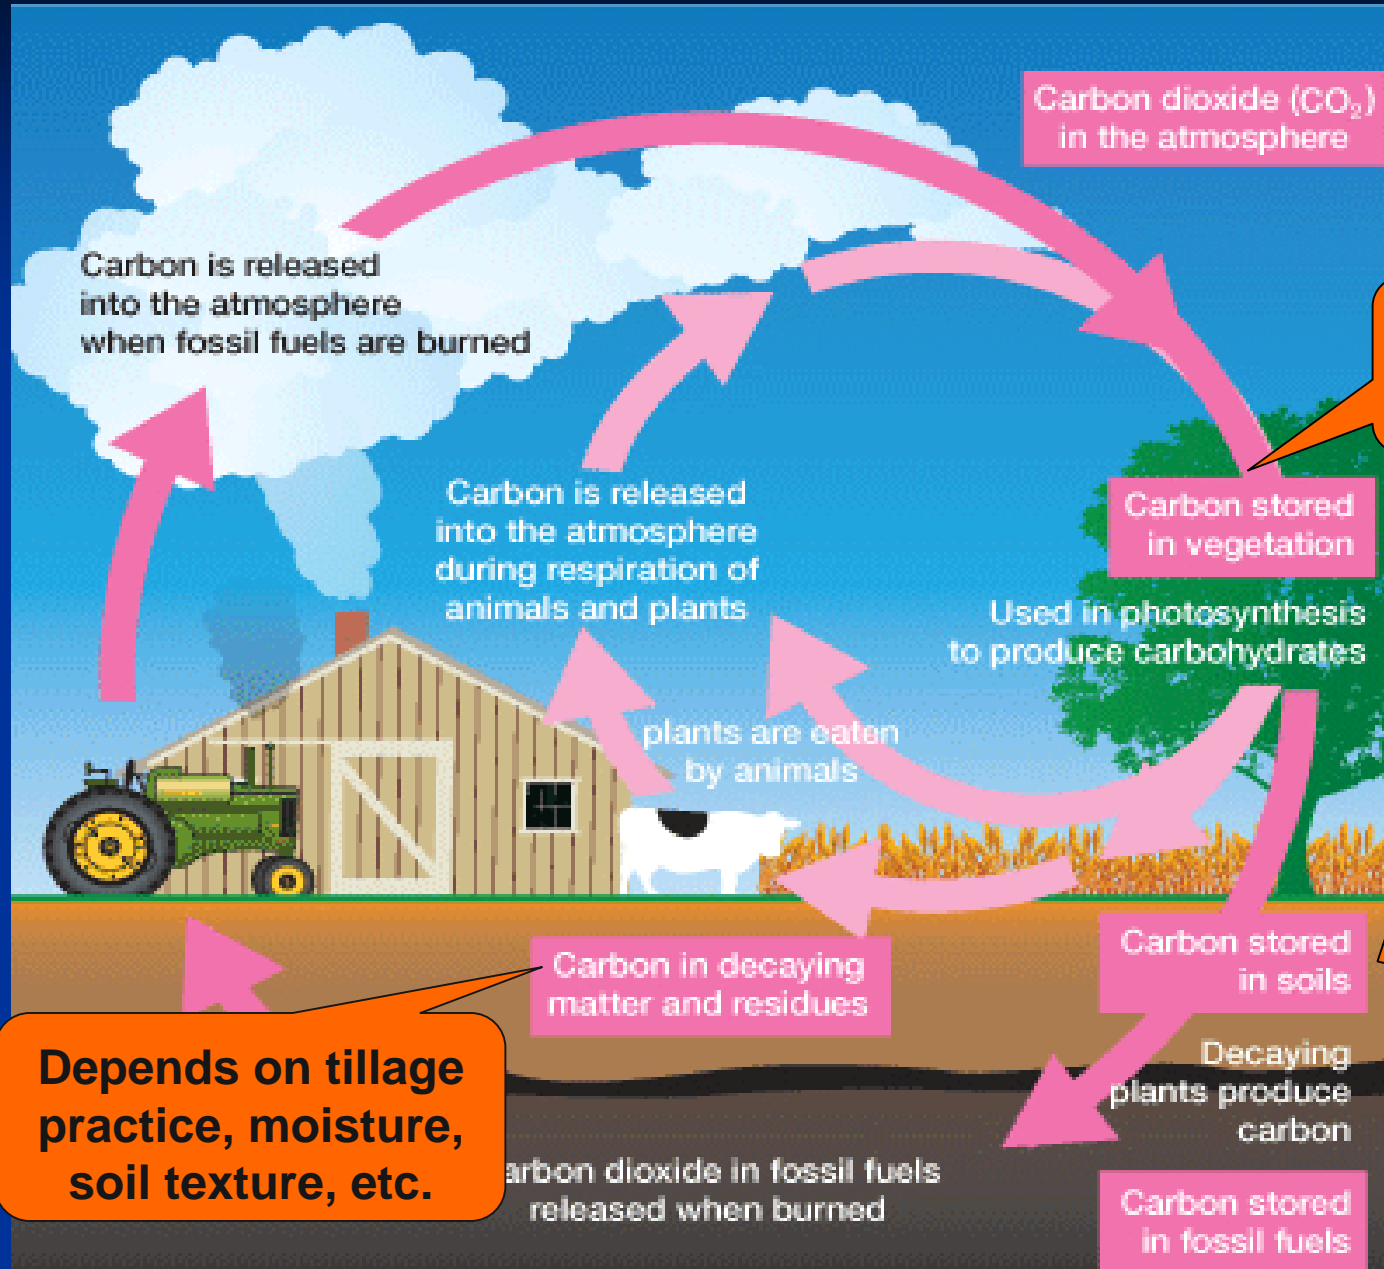 Carbon dioxide (CO₂)
in the atmosphere
Carbon is released
into the atmosphere
when fossil fuels are burned
Carbon is released
into the atmosphere
during respiration of
animals and plants
Carbon stored
in vegetation
Used in photosynthesis
to produce carbohydrates
plants are eaten
by animals
Carbon in decaying
matter and residues
Carbon stored
in soils
Depends on tillage
practice, moisture,
soil texture, etc.
Decaying
plants produce
carbon
arbon dioxide in fossil fuels
released when burned
Carbon stored
in fossil fuels